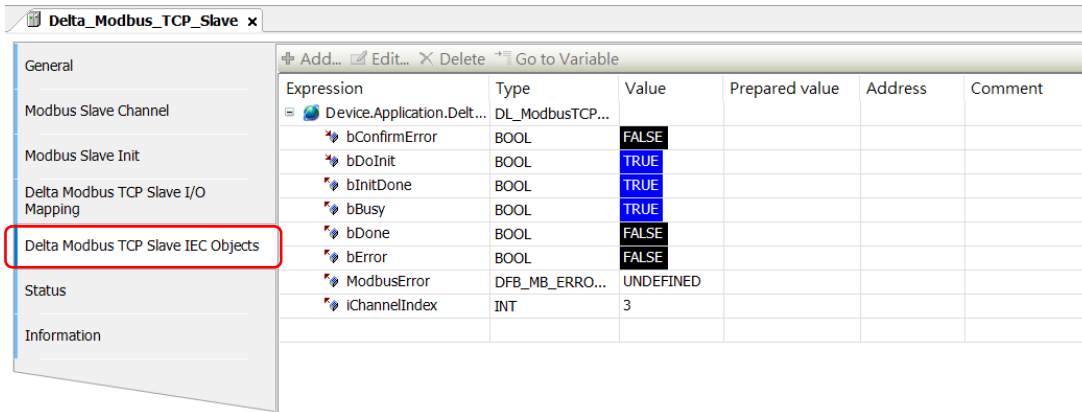 Delta_Modbus_TCP_Slave x
General
Modbus Slave Channel
Modbus Slave Init
Delta Modbus TCP Slave I/O
Mapping
Delta Modbus TCP Slave IEC Objects
Status
Information
Add... Edit... Delete Go to Variable
Expression Type Value Prepared value Address Comment
Device.Application.Delt... DL_ModbusTCP...
bConfirmError BOOL FALSE
bDoInit BOOL TRUE
bInitDone BOOL TRUE
bBusy BOOL TRUE
bDone BOOL FALSE
bError BOOL FALSE
ModbusError DFB_MB_ERRO... UNDEFINED
iChannelIndex INT 3